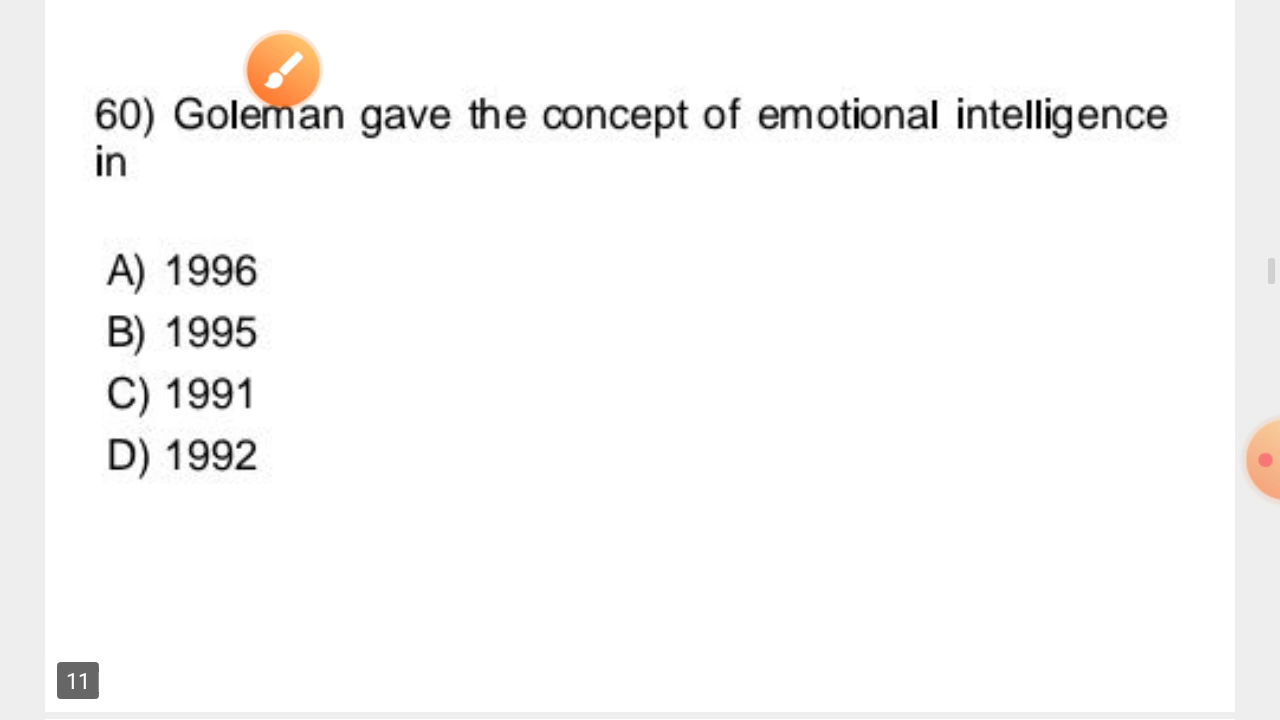 60) Goleman gave the concept of emotional intelligence
in
A) 1996
B) 1995
C) 1991
D) 1992
11